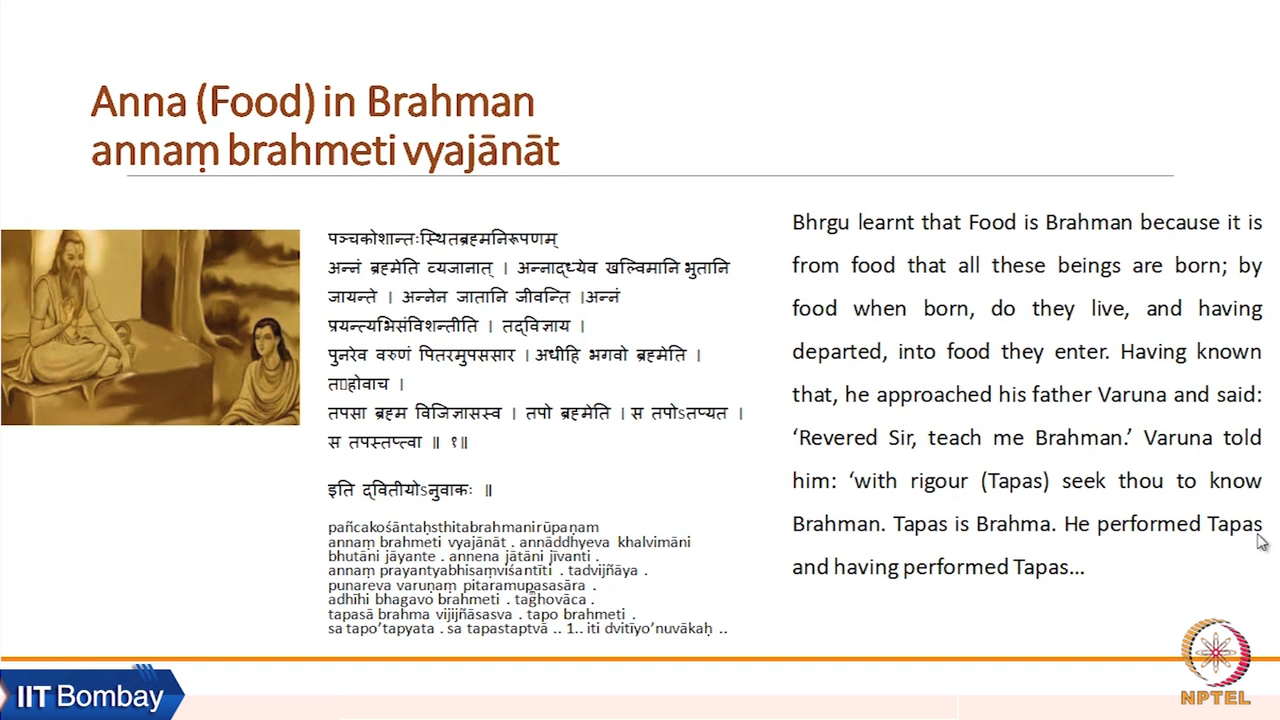 Anna (Food) in Brahman
annaṃ brahmeti vyajānāt
पञ्चकोशान्तःस्थितब्रह्मनिरूपणम्
अन्नं ब्रह्मेति व्यजानात् । अन्नाद्ध्येव खल्विमानि भुतानि
जायन्ते । अन्नेन जातानि जीवन्ति ।अन्नं
प्रयन्त्यभिसंविशन्तीति । तद्विज्ञाय ।
पुनरेव वरुणं पितरमुपससार । अधीहि भगवो ब्रह्मेति ।
त□होवाच ।
तपसा ब्रह्म विजिज्ञासस्व । तपो ब्रह्मेति । स तपोऽतप्यत ।
स तपस्तप्त्वा ॥ १॥
इति द्वितीयोऽनुवाकः ॥
pañcakośāntaḥsthitabrahmanirūpaṇam
annaṃ brahmeti vyajānāt . annāddhyeva khalvimāni
bhutāni jāyante . annena jātāni jīvanti .
annaṃ prayantyabhisaṃviśantīti . tadvijñāya .
punareva varuṇaṃ pitaramupasasāra .
adhīhi bhagavo brahmeti . tag̐hovāca .
tapasā brahma vijijñāsasva . tapo brahmeti .
sa tapo'tapyata . sa tapastaptvā .. 1.. iti dvitīyo'nuvākaḥ ..
Bhrgu learnt that Food is Brahman because it is
from food that all these beings are born; by
food when born, do they live, and having
departed, into food they enter. Having known
that, he approached his father Varuna and said:
‘Revered Sir, teach me Brahman.’ Varuna told
him: ‘with rigour (Tapas) seek thou to know
Brahman. Tapas is Brahma. He performed Tapas
and having performed Tapas…
IIT Bombay
NPTEL